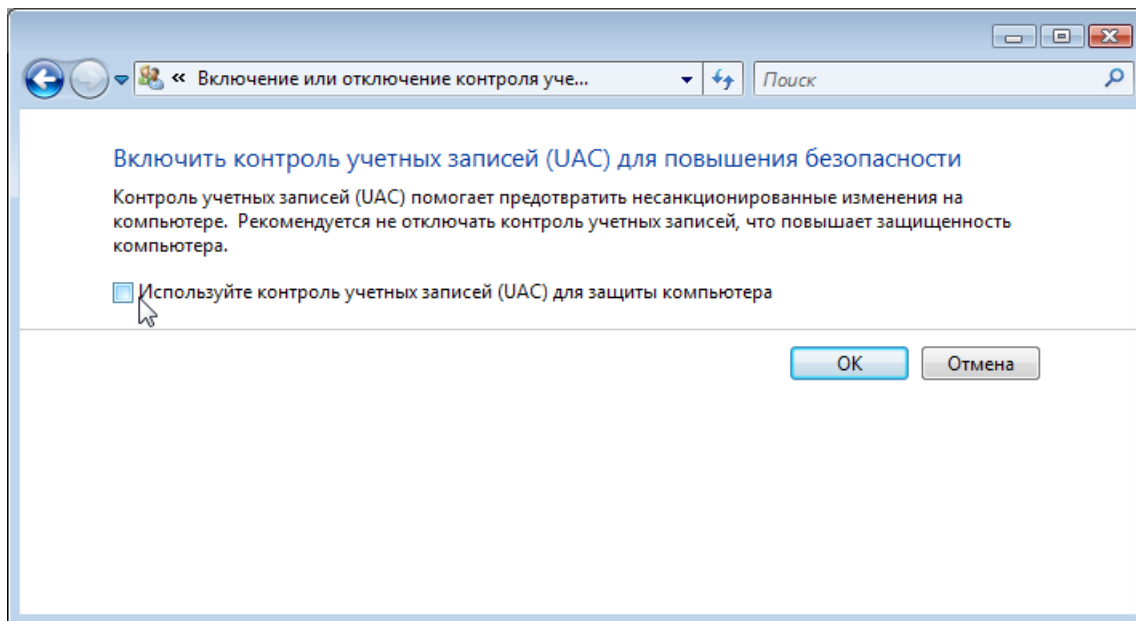 « Включение или отключение контроля уче...
Поиск
Включить контроль учетных записей (UAC) для повышения безопасности
Контроль учетных записей (UAC) помогает предотвратить несанкционированные изменения на
компьютере. Рекомендуется не отключать контроль учетных записей, что повышает защищенность
компьютера.
Используйте контроль учетных записей (UAC) для защиты компьютера
ОК
Отмена